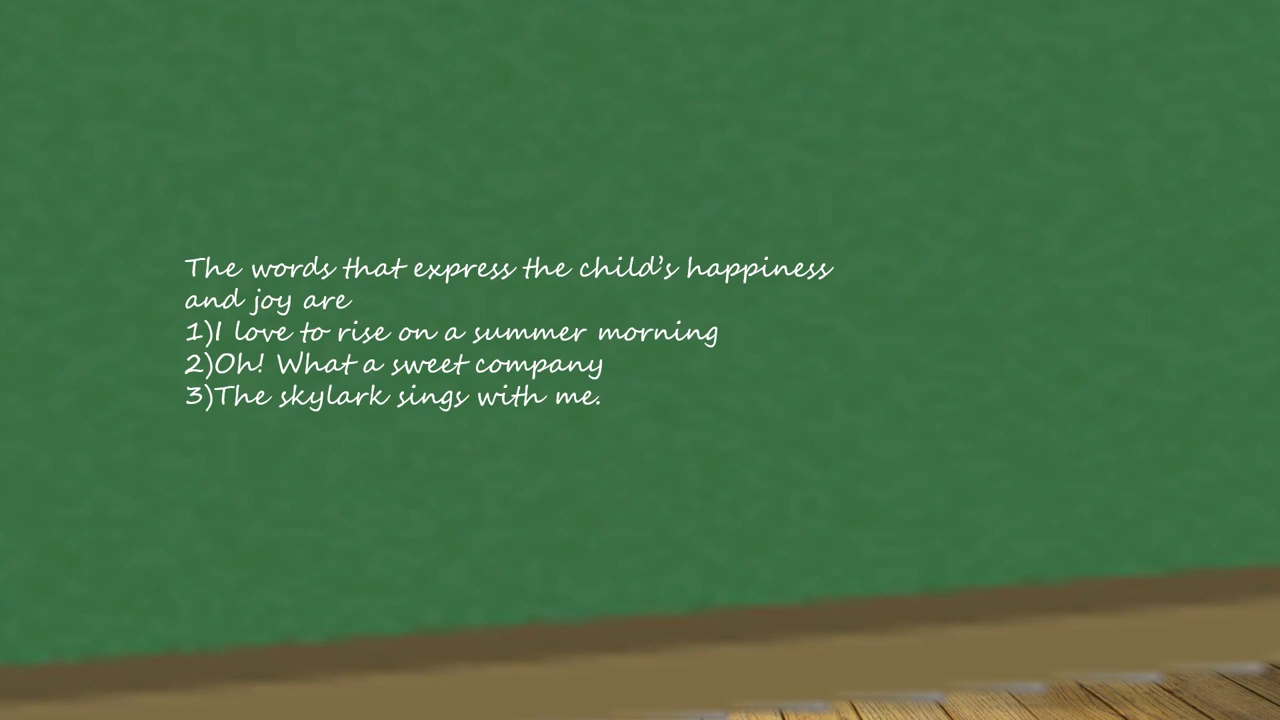 The words that express the child's happiness
and joy are
1)I love to rise on a summer morning
2)Oh! What a sweet company
3)The skylark sings with me.